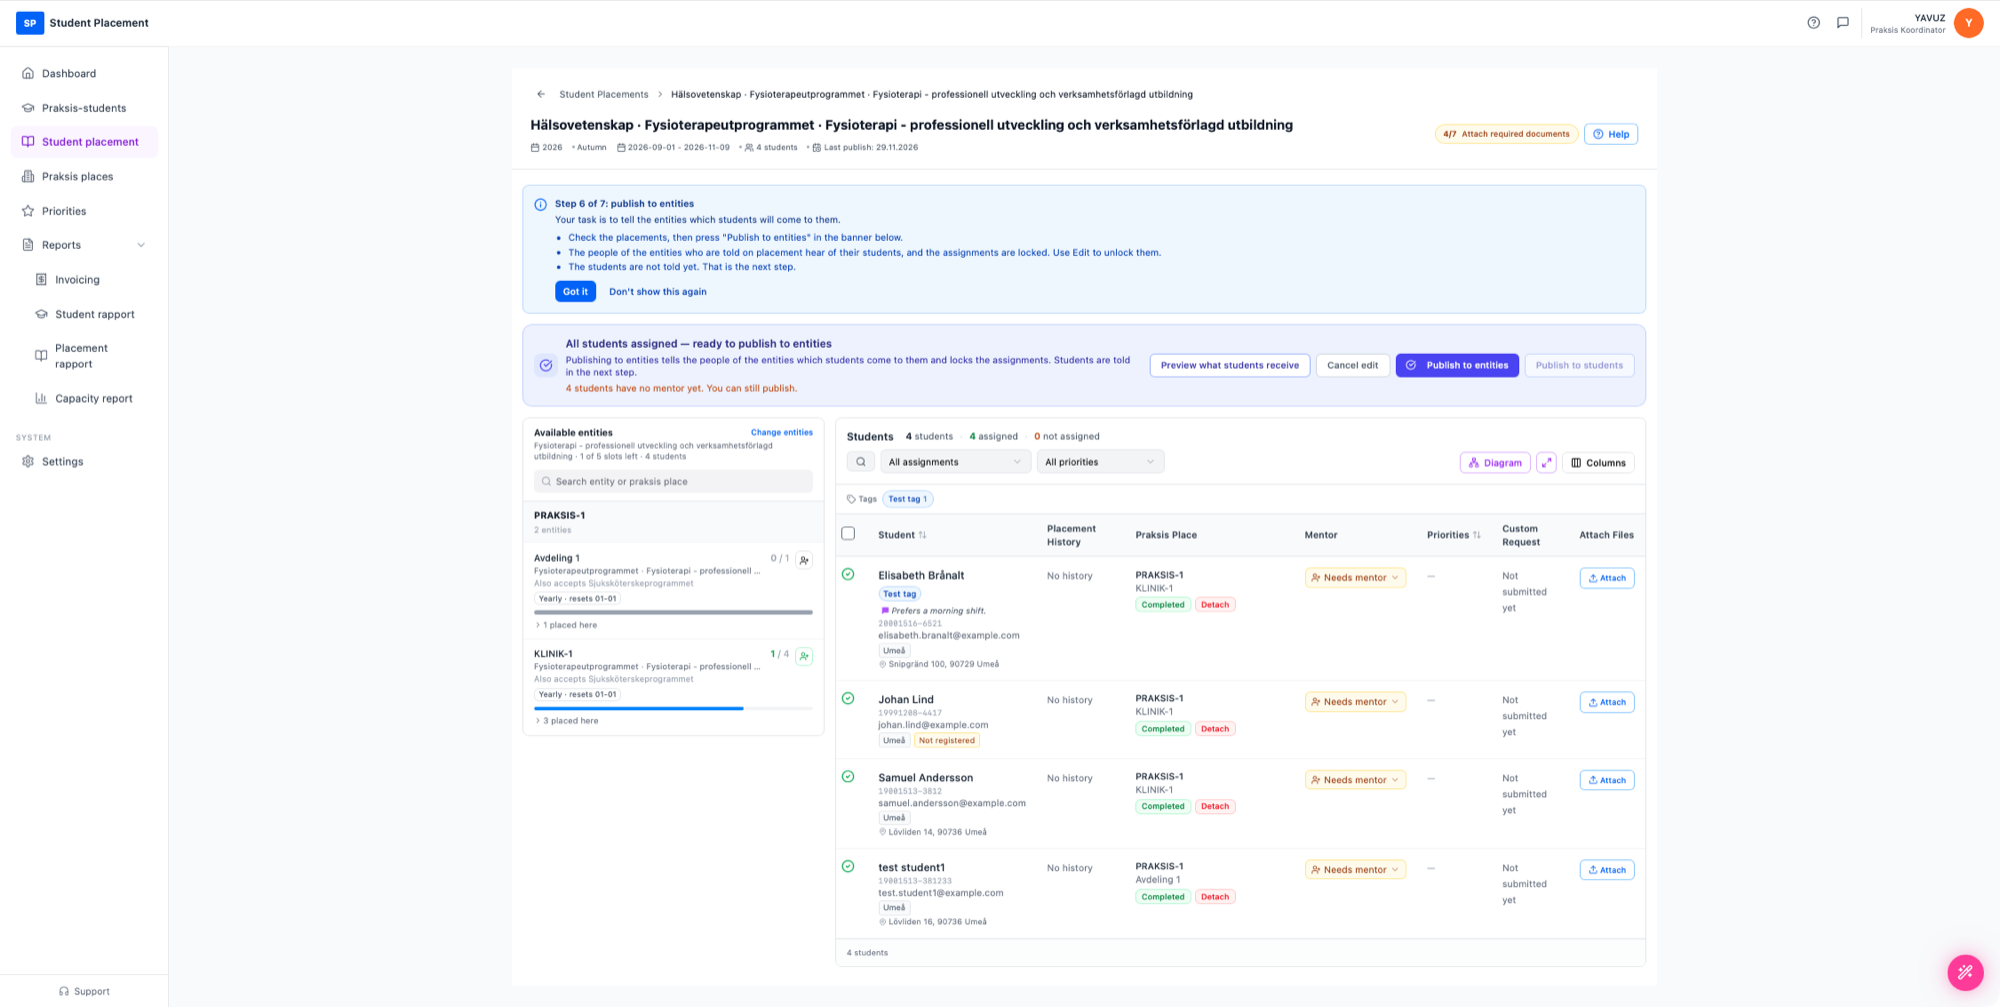 SP Student Placement
YAVUZ
Praksis Koordinator
Y
Dashboard
Praksis-students
Student placement
Praksis places
Priorities
Reports
Invoicing
Student rapport
Placement
rapport
Capacity report
SYSTEM
Settings
Support
Student Placements > Hälsovetenskap · Fysioterapeutprogrammet · Fysioterapi - professionell utveckling och verksamhetsförlagd utbildning
Hälsovetenskap · Fysioterapeutprogrammet · Fysioterapi - professionell utveckling och verksamhetsförlagd utbildning
2026 • Autumn 2026-09-01 - 2026-11-09 • 4 students • Last publish: 29.11.2026
4/7 Attach required documents
Help
Step 6 of 7: publish to entities
Your task is to tell the entities which students will come to them.
• Check the placements, then press "Publish to entities" in the banner below.
• The people of the entities who are told on placement hear of their students, and the assignments are locked. Use Edit to unlock them.
• The students are not told yet. That is the next step.
Got it
Don't show this again
All students assigned — ready to publish to entities
Publishing to entities tells the people of the entities which students come to them and locks the assignments. Students are told
in the next step.
4 students have no mentor yet. You can still publish.
Preview what students receive
Cancel edit
Publish to entities
Publish to students
Available entities
Change entities
Fysioterapi - professionell utveckling och verksamhetsförlagd
utbildning · 1 of 5 slots left · 4 students
Search entity or praksis place
PRAKSIS-1
2 entities
Avdeling 1
0 / 1
Fysioterapeutprogrammet · Fysioterapi - professionell ...
Also accepts Sjuksköterskeprogrammet
Yearly · resets 01-01
> 1 placed here
KLINIK-1
1 / 4
Fysioterapeutprogrammet · Fysioterapi - professionell ...
Also accepts Sjuksköterskeprogrammet
Yearly · resets 01-01
> 3 placed here
Students 4 students · 4 assigned · 0 not assigned
All assignments
All priorities
Diagram
Columns
Tags
Test tag 1
Student
Placement
History
Praksis Place
Mentor
Priorities
Custom
Request
Attach Files
Elisabeth Brånalt
Test tag
Prefers a morning shift.
20001516-6521
elisabeth.branalt@example.com
Umeå
Snipgränd 100, 90729 Umeå
No history
PRAKSIS-1
KLINIK-1
Completed
Detach
Needs mentor
—
Not
submitted
yet
Attach
Johan Lind
19991208-4417
johan.lind@example.com
Umeå
Not registered
No history
PRAKSIS-1
KLINIK-1
Completed
Detach
Needs mentor
—
Not
submitted
yet
Attach
Samuel Andersson
19001513-3812
samuel.andersson@example.com
Umeå
Lövliden 14, 90736 Umeå
No history
PRAKSIS-1
KLINIK-1
Completed
Detach
Needs mentor
—
Not
submitted
yet
Attach
test student1
19001513-381233
test.student1@example.com
Umeå
Lövliden 16, 90736 Umeå
No history
PRAKSIS-1
Avdeling 1
Completed
Detach
Needs mentor
—
Not
submitted
yet
Attach
4 students